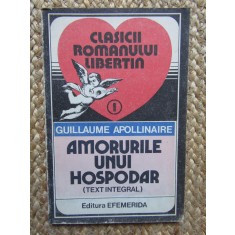 CLASICII
ROMANULUI
LIBERTIN
1
GUILLAUME APOLLINAIRE
AMORURILE
UNUI
HOSPODAR
(TEXT INTEGRAL)
Editura EFEMERIDA